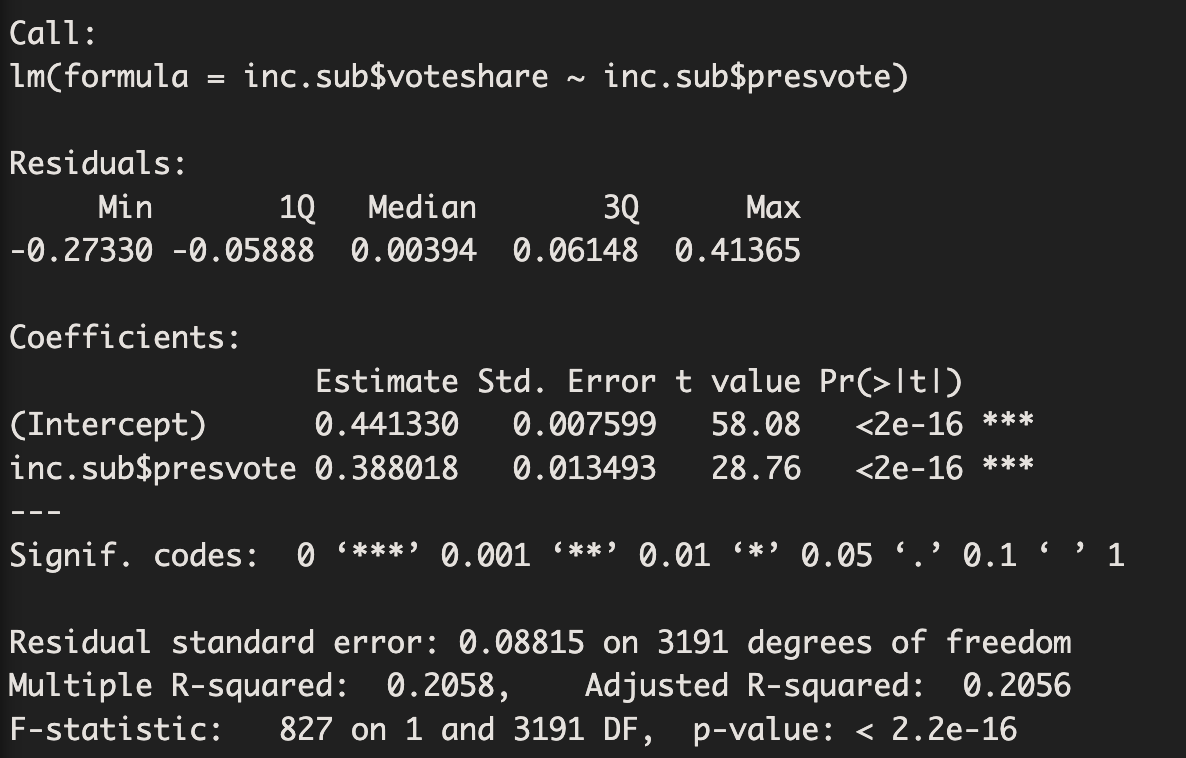 Call:
lm(formula = inc.sub$voteshare ~ inc.sub$presvote)
Residuals:
     Min       1Q   Median       3Q      Max
-0.27330 -0.05888  0.00394  0.06148  0.41365
Coefficients:
                 Estimate Std. Error t value Pr(>|t|)
(Intercept)      0.441330   0.007599   58.08   <2e-16 ***
inc.sub$presvote 0.388018   0.013493   28.76   <2e-16 ***
---
Signif. codes:  0 ‘***’ 0.001 ‘**’ 0.01 ‘*’ 0.05 ‘.’ 0.1 ‘ ’ 1
Residual standard error: 0.08815 on 3191 degrees of freedom
Multiple R-squared:  0.2058,    Adjusted R-squared:  0.2056
F-statistic:   827 on 1 and 3191 DF,  p-value: < 2.2e-16